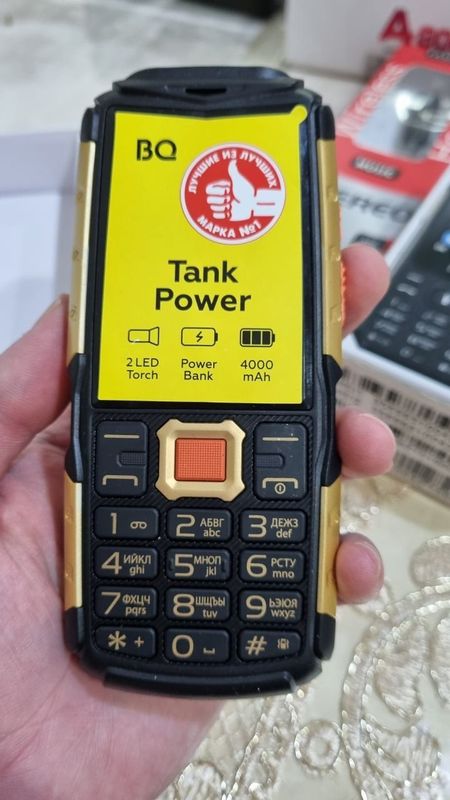 BQ
ЛУЧШИЕ ИЗ ЛУЧШИХ
МАРКА №1
Tank
Power
2 LED
Torch
Power
Bank
4000
mAh
1
2 АБВГ
abc
3 ДЕЖЗ
def
4 ИЙКЛ
ghi
5 МНОП
jkl
6 РСТУ
mno
7 ФХЦЧ
pqrs
8 ШЩЪЫ
tuv
9 ЬЭЮЯ
wxyz
* +
0
#